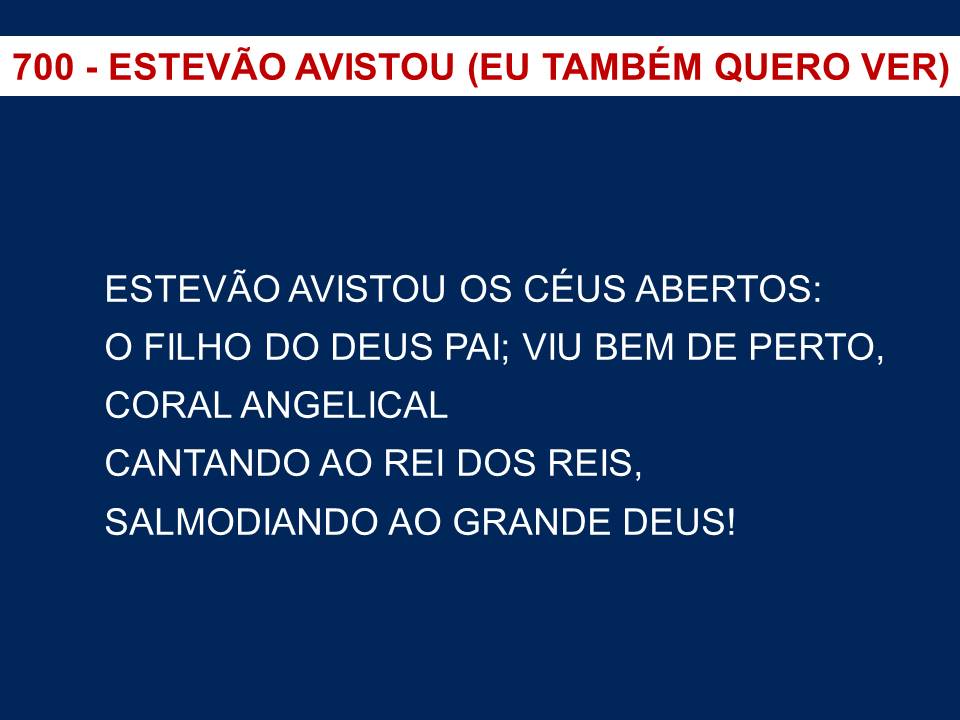 700 - ESTEVÃO AVISTOU (EU TAMBÉM QUERO VER)
ESTEVÃO AVISTOU OS CÉUS ABERTOS:
O FILHO DO DEUS PAI; VIU BEM DE PERTO,
CORAL ANGELICAL
CANTANDO AO REI DOS REIS,
SALMODIANDO AO GRANDE DEUS!